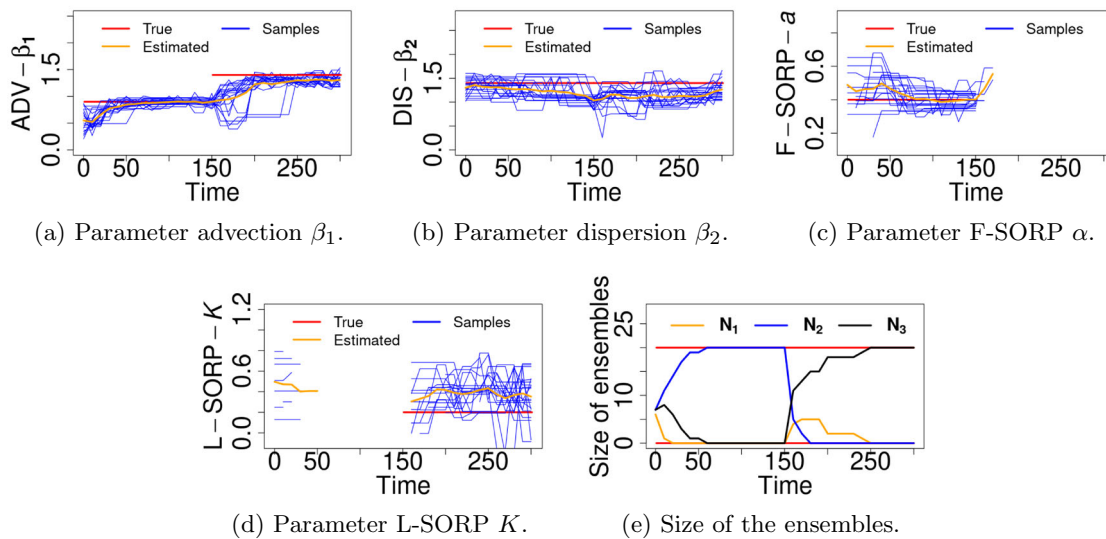 ADV − β1
True
Samples
Estimated
0.0 1.5
0 50 150 250
Time
(a) Parameter advection β1.
DIS − β2
True
Samples
Estimated
0.0 1.5
0 50 150 250
Time
(b) Parameter dispersion β2.
F − SORP − a
True
Samples
Estimated
0.2 0.6
0 50 150 250
Time
(c) Parameter F-SORP α.
L − SORP − K
True
Samples
Estimated
0.0 0.6 1.2
0 50 150 250
Time
(d) Parameter L-SORP K.
Size of ensembles
N1 N2 N3
0 10 25
0 50 150 250
Time
(e) Size of the ensembles.